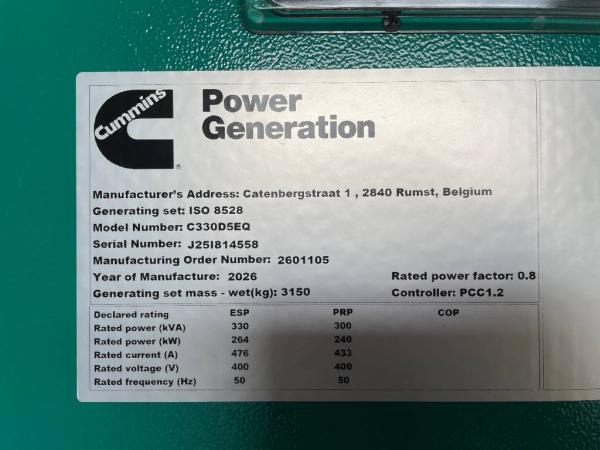 Cummins
Power
Generation
Manufacturer's Address: Catenbergstraat 1 , 2840 Rumst, Belgium
Generating set: ISO 8528
Model Number: C330D5EQ
Serial Number: J25I814558
Manufacturing Order Number: 2601105
Year of Manufacture: 2026 Rated power factor: 0.8
Generating set mass - wet(kg): 3150 Controller: PCC1.2
Declared rating ESP PRP COP
Rated power (kVA) 330 300
Rated power (kW) 264 240
Rated current (A) 476 433
Rated voltage (V) 400 400
Rated frequency (Hz) 50 50